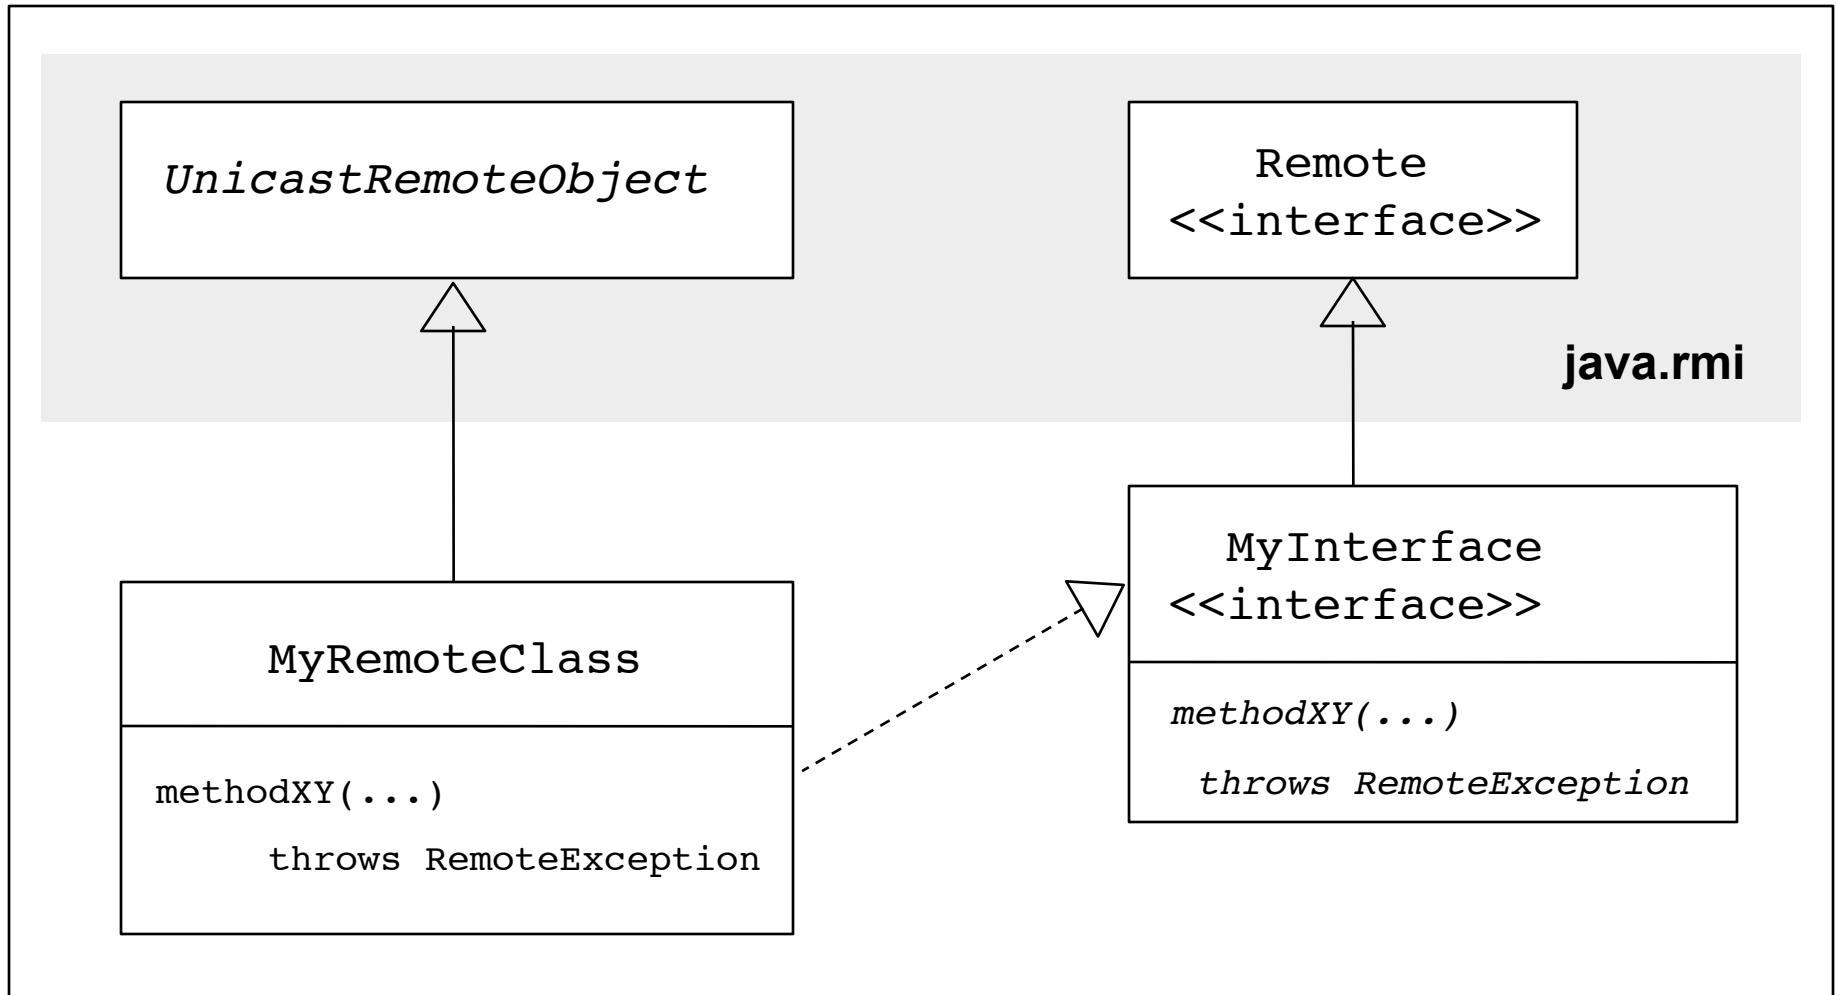 UnicastRemoteObject
Remote
<<interface>>
java.rmi
MyRemoteClass
methodXY(...)
throws RemoteException
MyInterface
<<interface>>
methodXY(...)
throws RemoteException